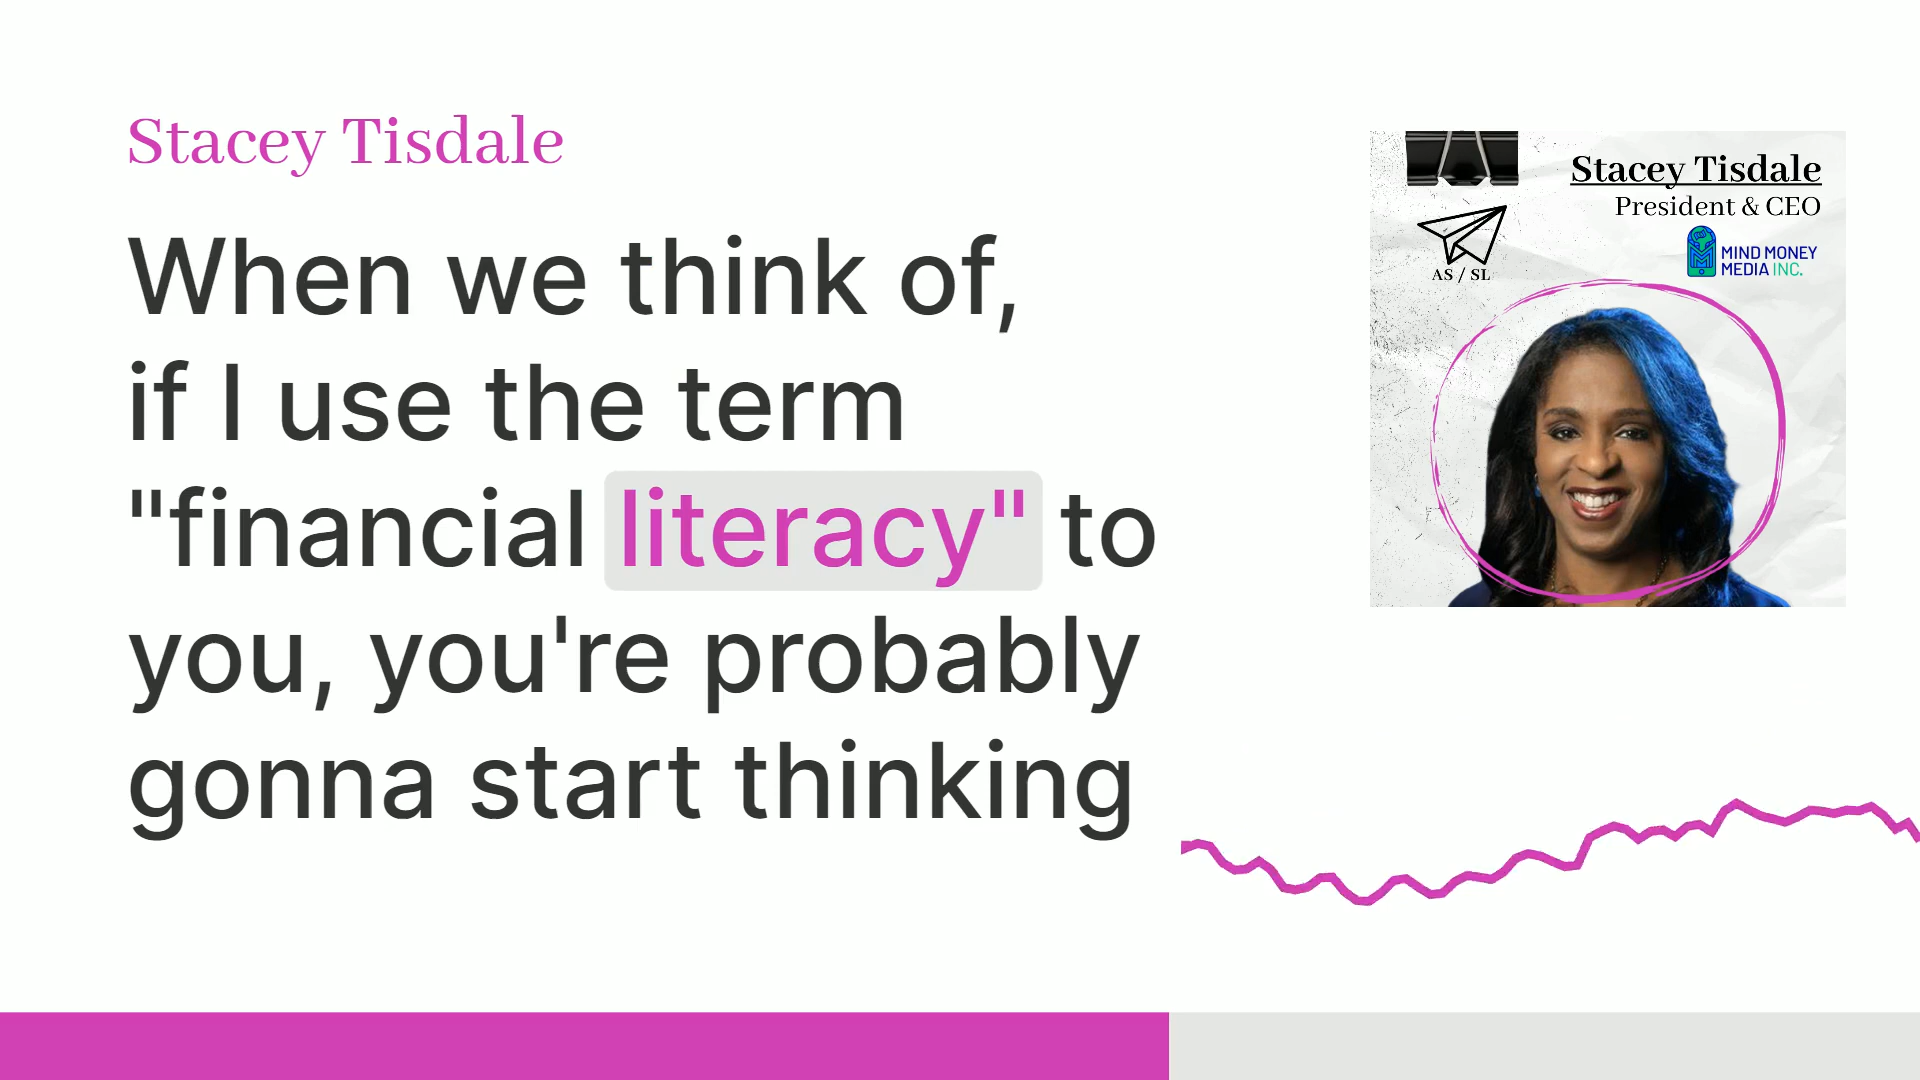 Stacey Tisdale
When we think of,
if I use the term
"financial literacy" to
you, you're probably
gonna start thinking
Stacey Tisdale
President & CEO
MIND MONEY
MEDIA INC.
AS / SL